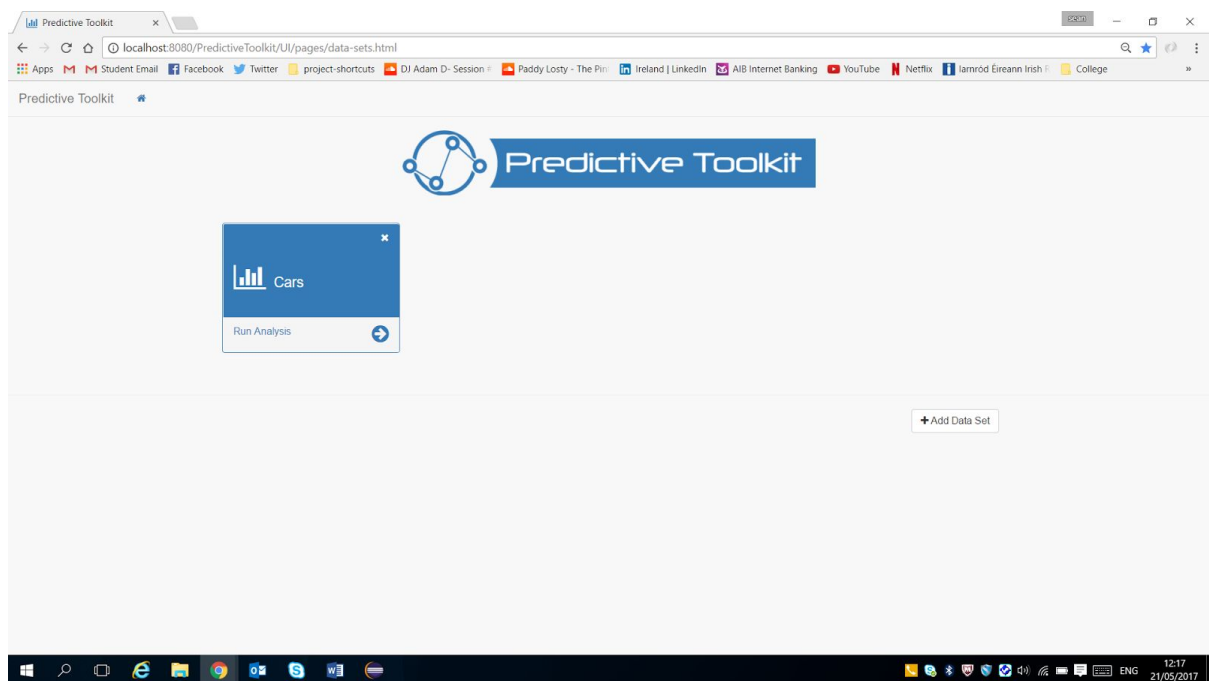 Predictive Toolkit
sean
localhost:8080/PredictiveToolkit/UI/pages/data-sets.html
Apps Student Email Facebook Twitter project-shortcuts DJ Adam D- Session Paddy Losty - The Pin Ireland | LinkedIn AIB Internet Banking YouTube Netflix Iarnród Éireann Irish College »
Predictive Toolkit
Predictive Toolkit
Cars
Run Analysis
Add Data Set
ENG
12:17
21/05/2017